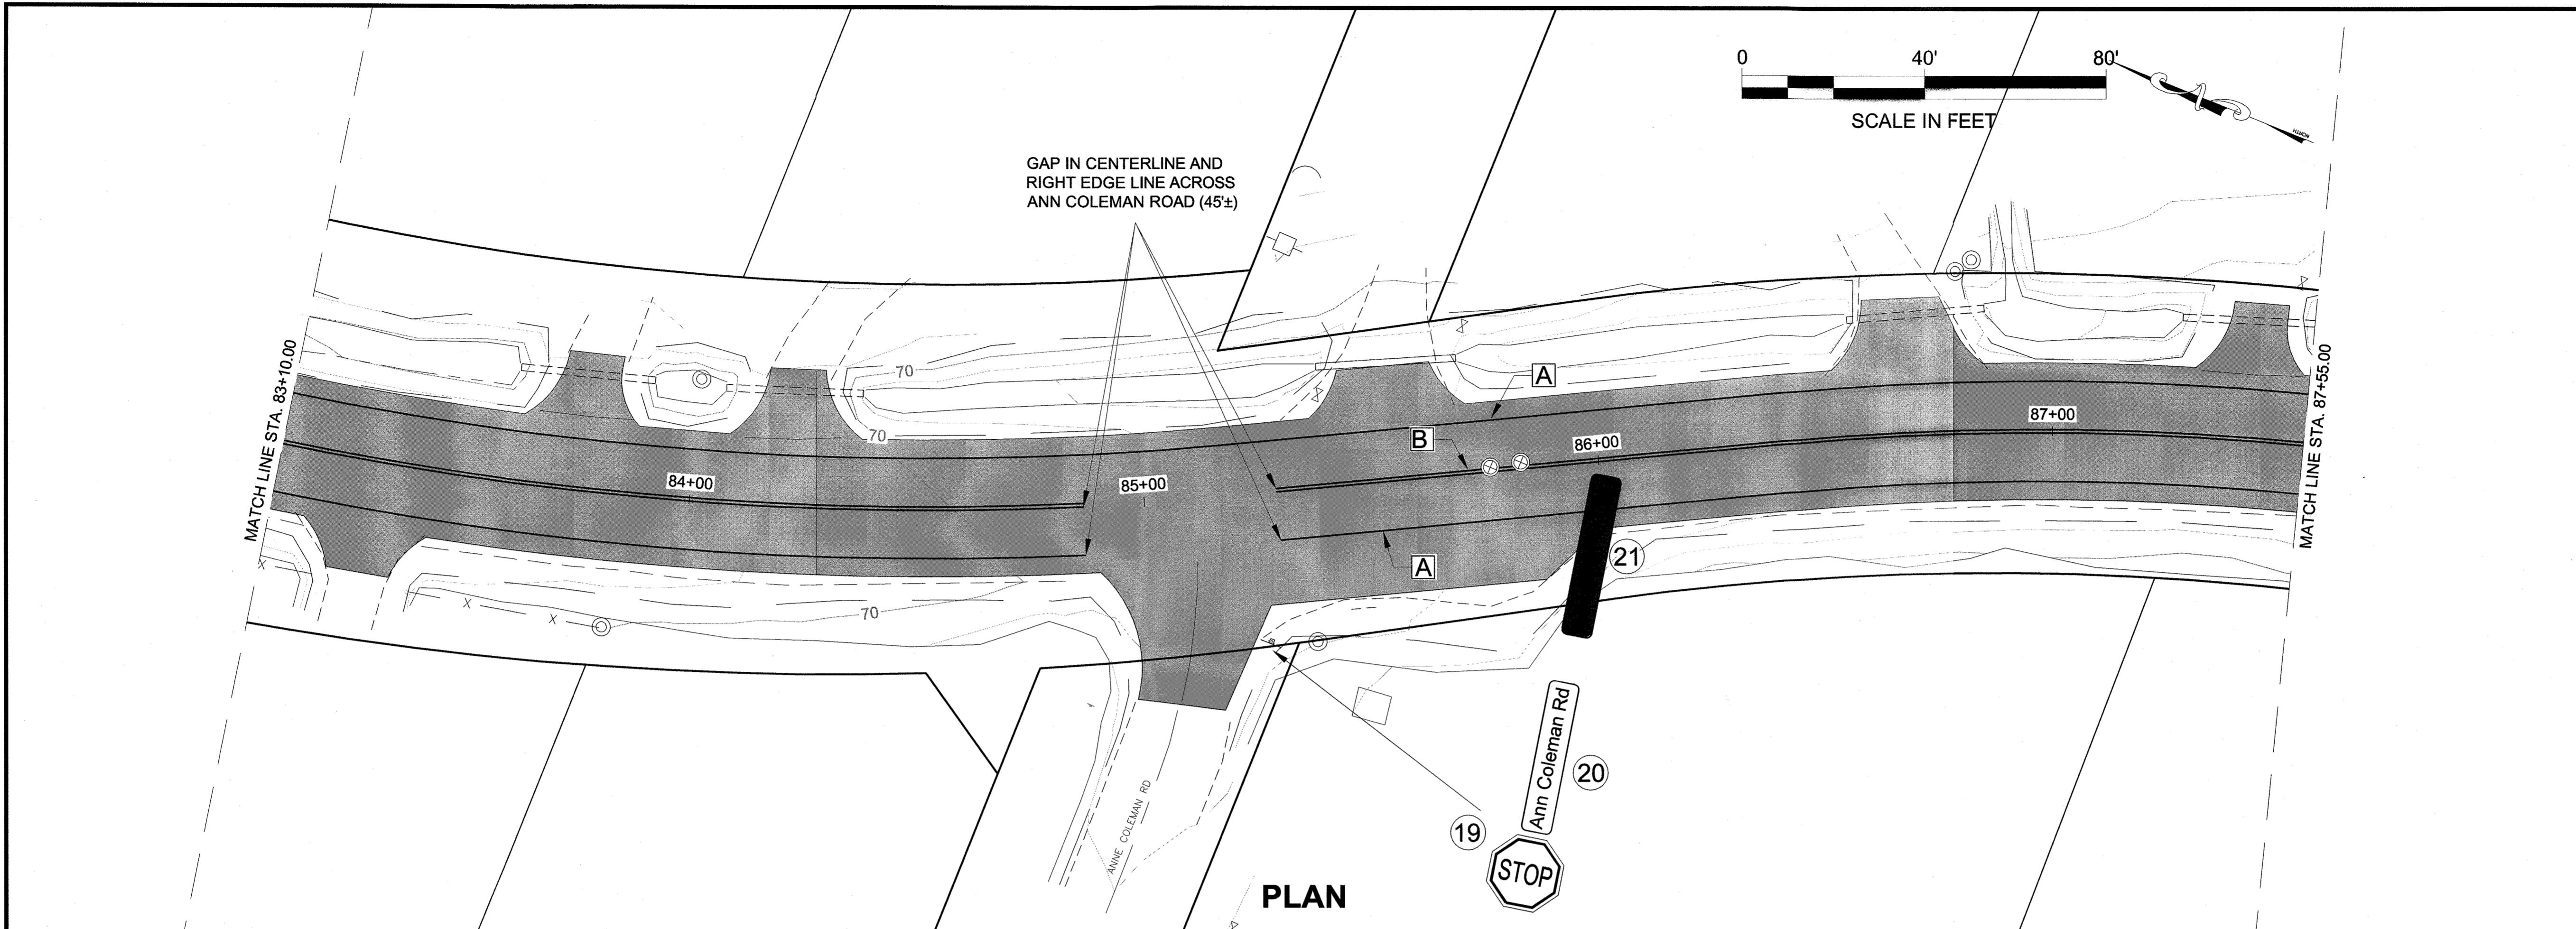 0 40' 80'
SCALE IN FEET
NORTH
GAP IN CENTERLINE AND
RIGHT EDGE LINE ACROSS
ANN COLEMAN ROAD (45'±)
MATCH LINE STA. 83+10.00
MATCH LINE STA. 87+55.00
70
70
70
A
B
A
84+00
85+00
86+00
87+00
X
X
X
21
20
19
Ann Coleman Rd
STOP
ANNE COLEMAN RD
PLAN